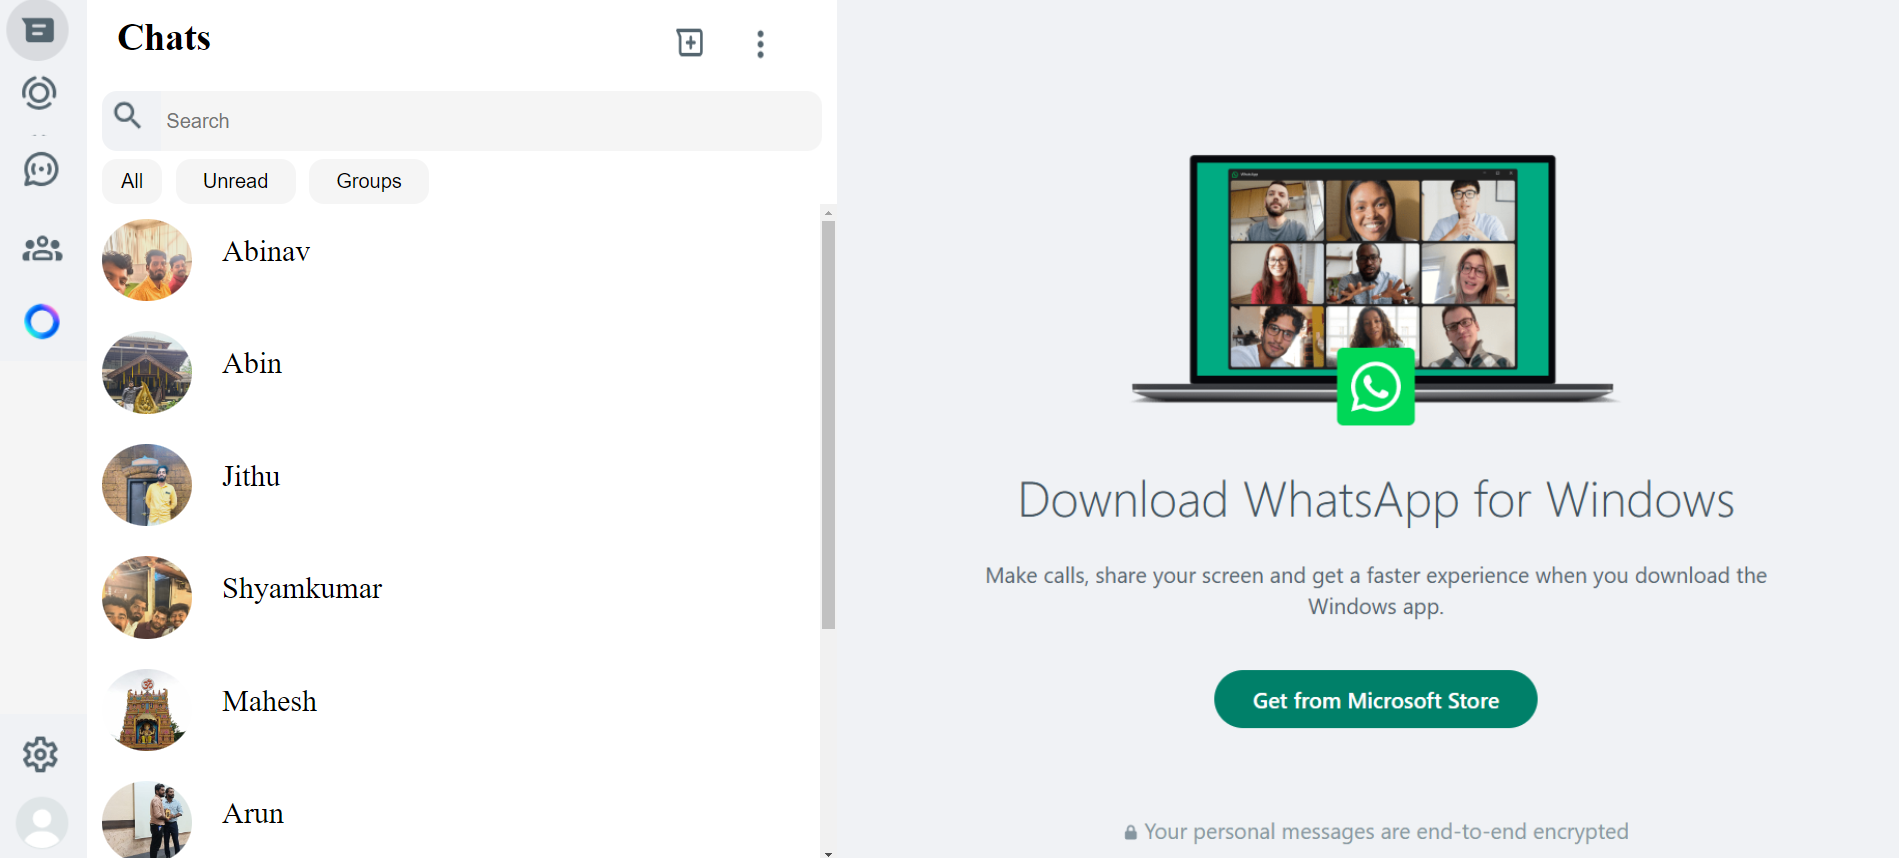 Chats
Search
All
Unread
Groups
Abinav
Abin
Jithu
Shyamkumar
Mahesh
Arun
WhatsApp
Download WhatsApp for Windows
Make calls, share your screen and get a faster experience when you download the
Windows app.
Get from Microsoft Store
Your personal messages are end-to-end encrypted